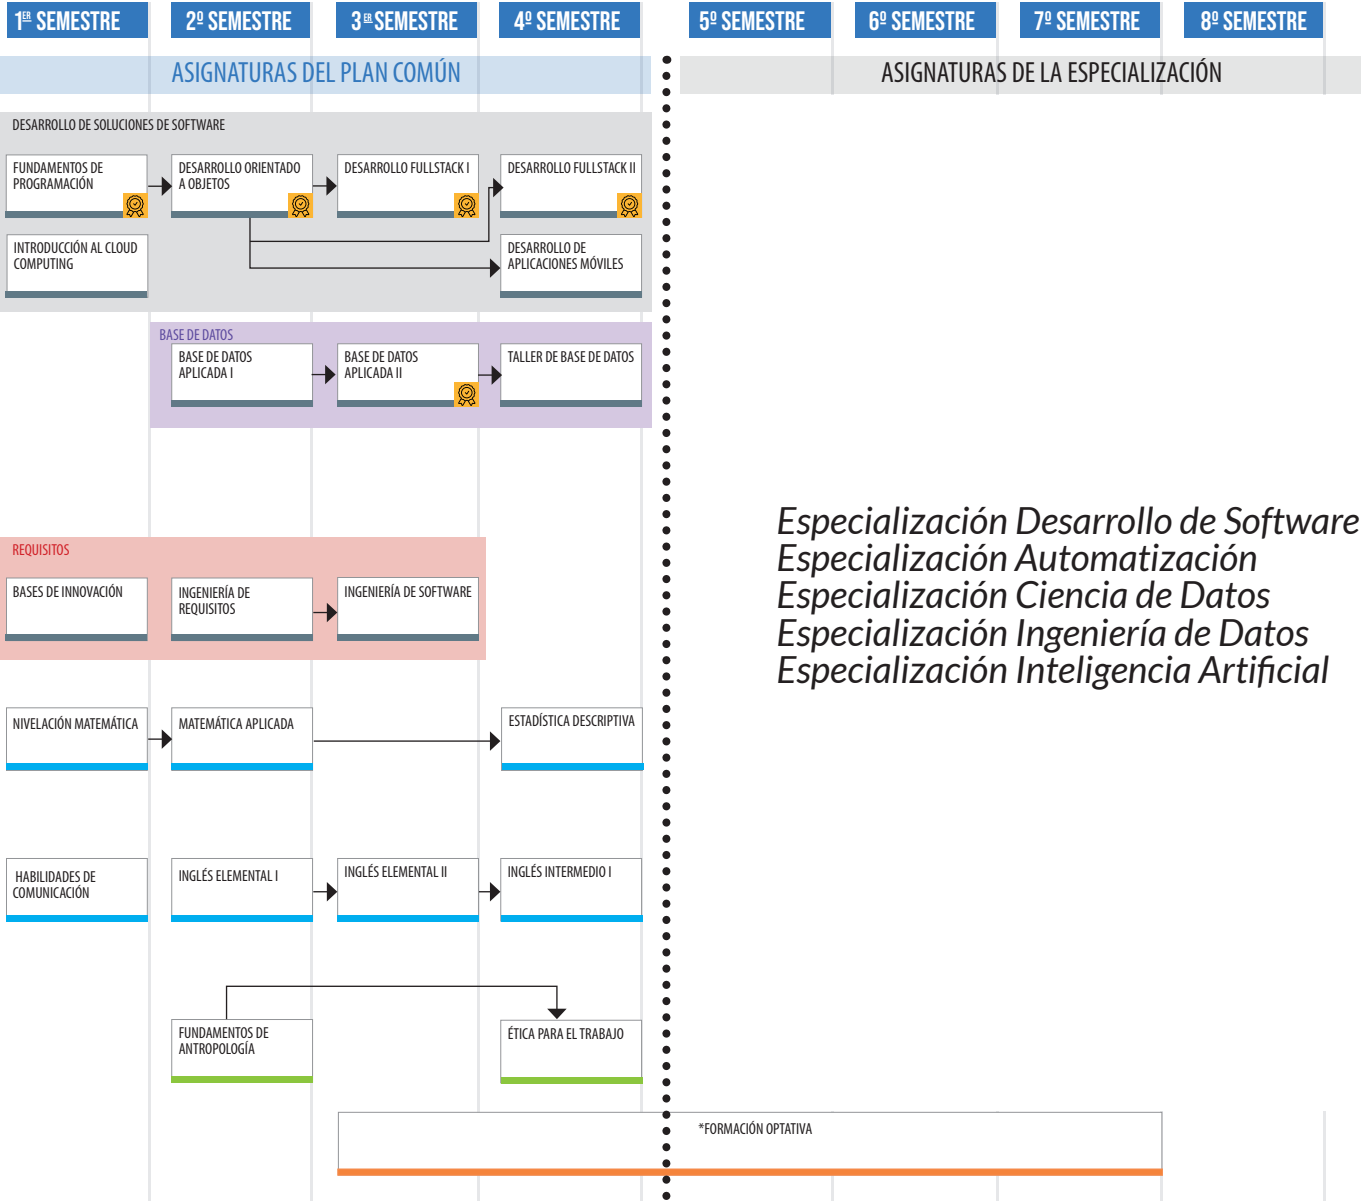 1ER SEMESTRE
2º SEMESTRE
3ER SEMESTRE
4º SEMESTRE
5º SEMESTRE
6º SEMESTRE
7º SEMESTRE
8º SEMESTRE
ASIGNATURAS DEL PLAN COMÚN
ASIGNATURAS DE LA ESPECIALIZACIÓN
DESARROLLO DE SOLUCIONES DE SOFTWARE
FUNDAMENTOS DE
PROGRAMACIÓN
DESARROLLO ORIENTADO
A OBJETOS
DESARROLLO FULLSTACK I
DESARROLLO FULLSTACK II
INTRODUCCIÓN AL CLOUD
COMPUTING
DESARROLLO DE
APLICACIONES MÓVILES
BASE DE DATOS
BASE DE DATOS
APLICADA I
BASE DE DATOS
APLICADA II
TALLER DE BASE DE DATOS
Especialización Desarrollo de Software
Especialización Automatización
Especialización Ciencia de Datos
Especialización Ingeniería de Datos
Especialización Inteligencia Artificial
REQUISITOS
BASES DE INNOVACIÓN
INGENIERÍA DE
REQUISITOS
INGENIERÍA DE SOFTWARE
NIVELACIÓN MATEMÁTICA
MATEMÁTICA APLICADA
ESTADÍSTICA DESCRIPTIVA
HABILIDADES DE
COMUNICACIÓN
INGLÉS ELEMENTAL I
INGLÉS ELEMENTAL II
INGLÉS INTERMEDIO I
FUNDAMENTOS DE
ANTROPOLOGÍA
ÉTICA PARA EL TRABAJO
*FORMACIÓN OPTATIVA